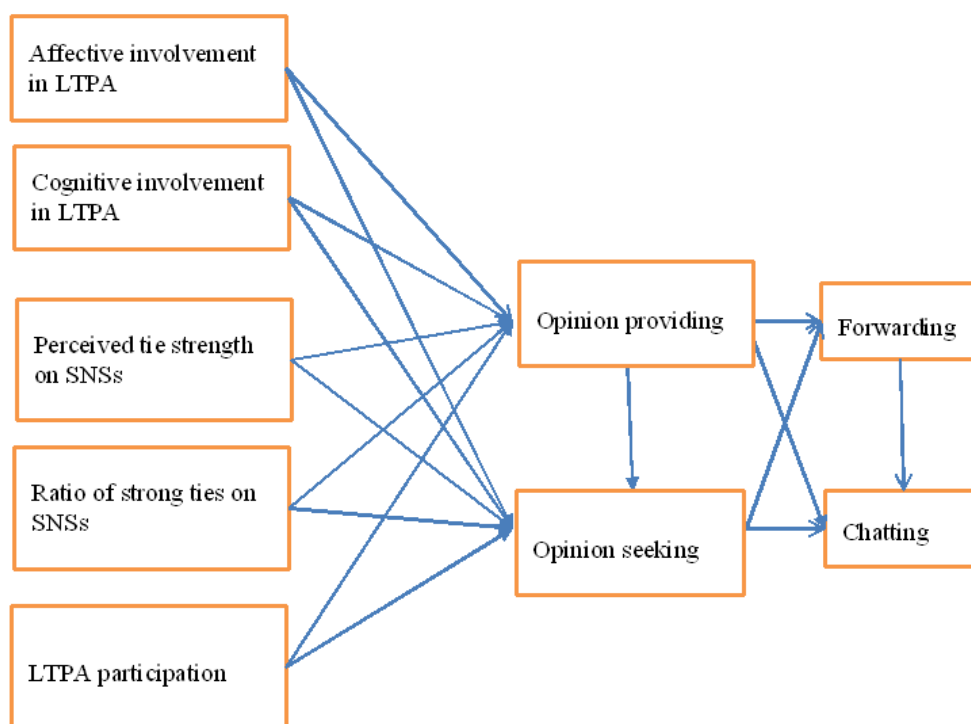 Affective involvement
in LTPA
Cognitive involvement
in LTPA
Perceived tie strength
on SNSs
Ratio of strong ties on
SNSs
LTPA participation
Opinion providing
Opinion seeking
Forwarding
Chatting